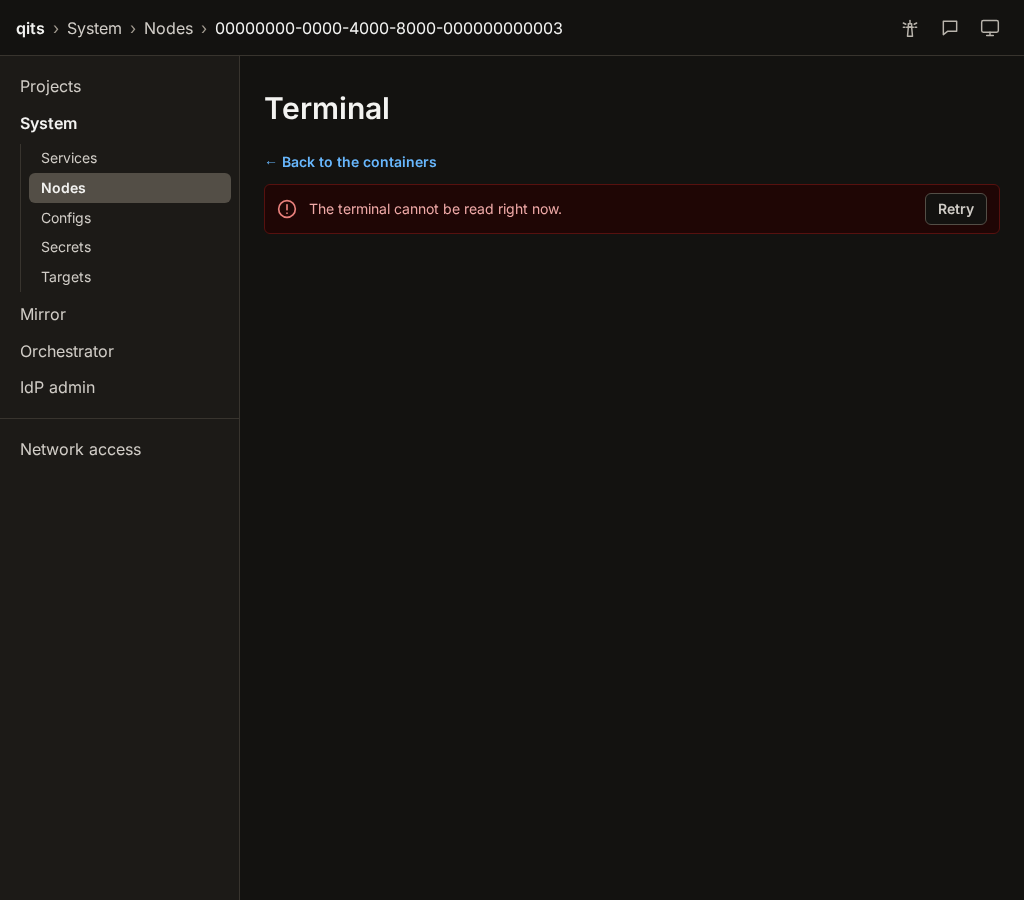 qits › System › Nodes › 00000000-0000-4000-8000-000000000003
Projects
System
Services
Nodes
Configs
Secrets
Targets
Mirror
Orchestrator
IdP admin
Network access
Terminal
← Back to the containers
The terminal cannot be read right now.
Retry